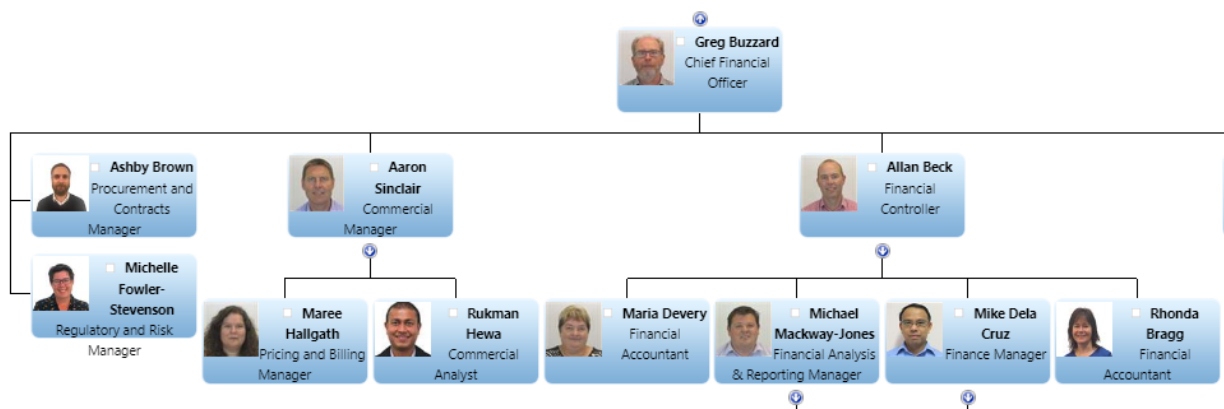 Greg Buzzard
Chief Financial
Officer
Ashby Brown
Procurement and
Contracts
Manager
Aaron
Sinclair
Commercial
Manager
Allan Beck
Financial
Controller
Michelle
Fowler-
Stevenson
Regulatory and Risk
Manager
Maree
Hallgath
Pricing and Billing
Manager
Rukman
Hewa
Commercial
Analyst
Maria Devery
Financial
Accountant
Michael
Mackway-Jones
Financial Analysis
& Reporting Manager
Mike Dela
Cruz
Finance Manager
Rhonda
Bragg
Financial
Accountant